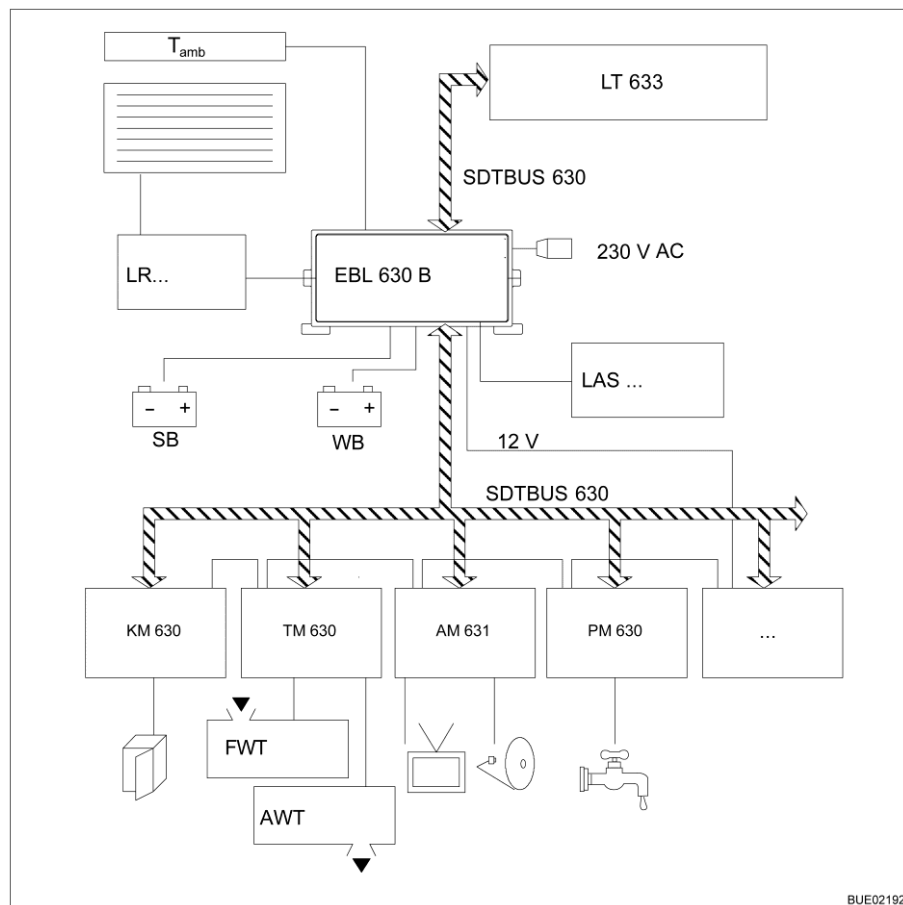 Tamb
LT 633
SDTBUS 630
LR...
EBL 630 B
230 V AC
LAS ...
– +
SB
– +
WB
12 V
SDTBUS 630
KM 630
TM 630
AM 631
PM 630
...
FWT
AWT
BUE02192